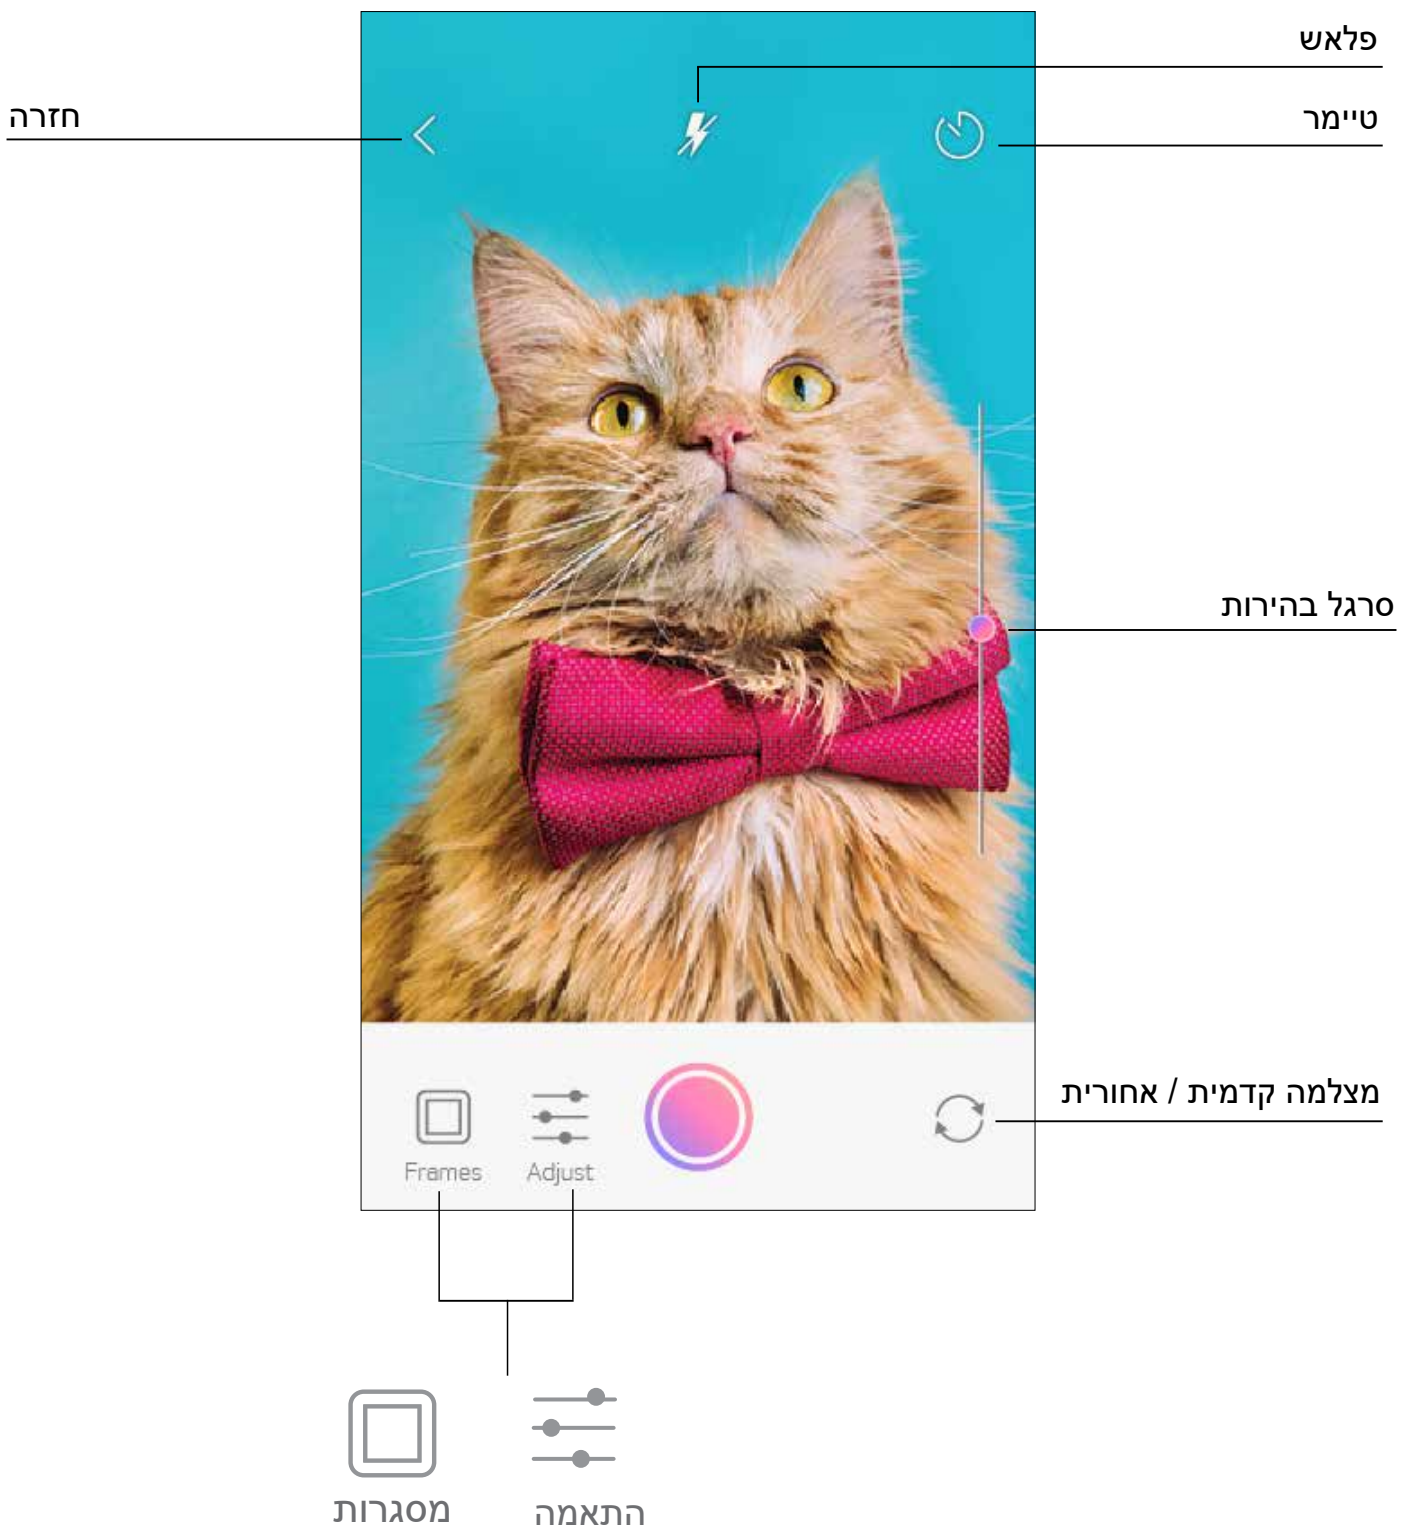 פלאש
חזרה
טיימר
סרגל בהירות
מצלמה קדמית / אחורית
Frames
Adjust
מסגרות
התאמה